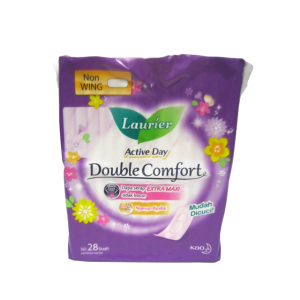 Non
WING
Laurier
Active Day
Double Comfort
EXTRA MAXI
Mudah
Dicuci!
28
KAO